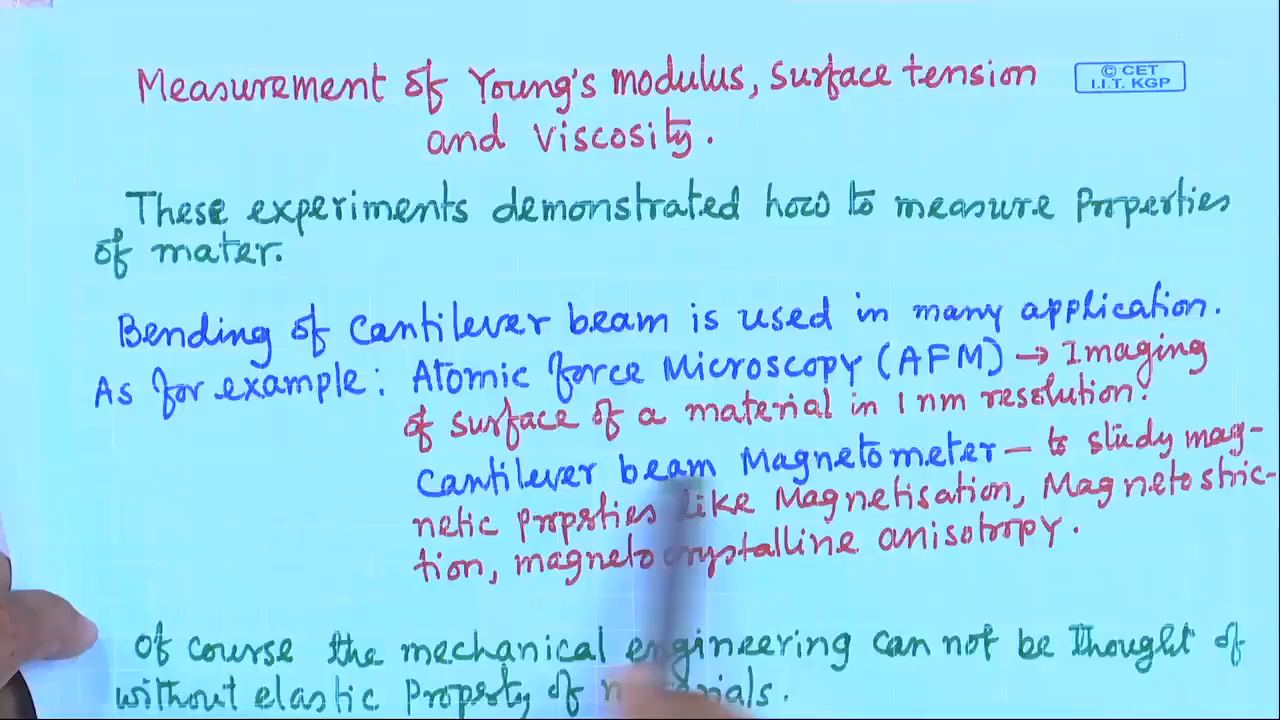 Measurement of Young's modulus, surface tension
and viscosity.
© CET
I.I.T. KGP
These experiments demonstrated how to measure Properties
of mater.
Bending of cantilever beam is used in many application.
As for example: Atomic force Microscopy (AFM) → Imaging
of surface of a material in 1 nm resolution.
Cantilever beam Magnetometer – to study mag-
netic propsties like Magnetisation, Magnetostric-
tion, magnetocrystalline anisotropy.
Of course the mechanical engineering can not be thought of
without elastic Property of materials.